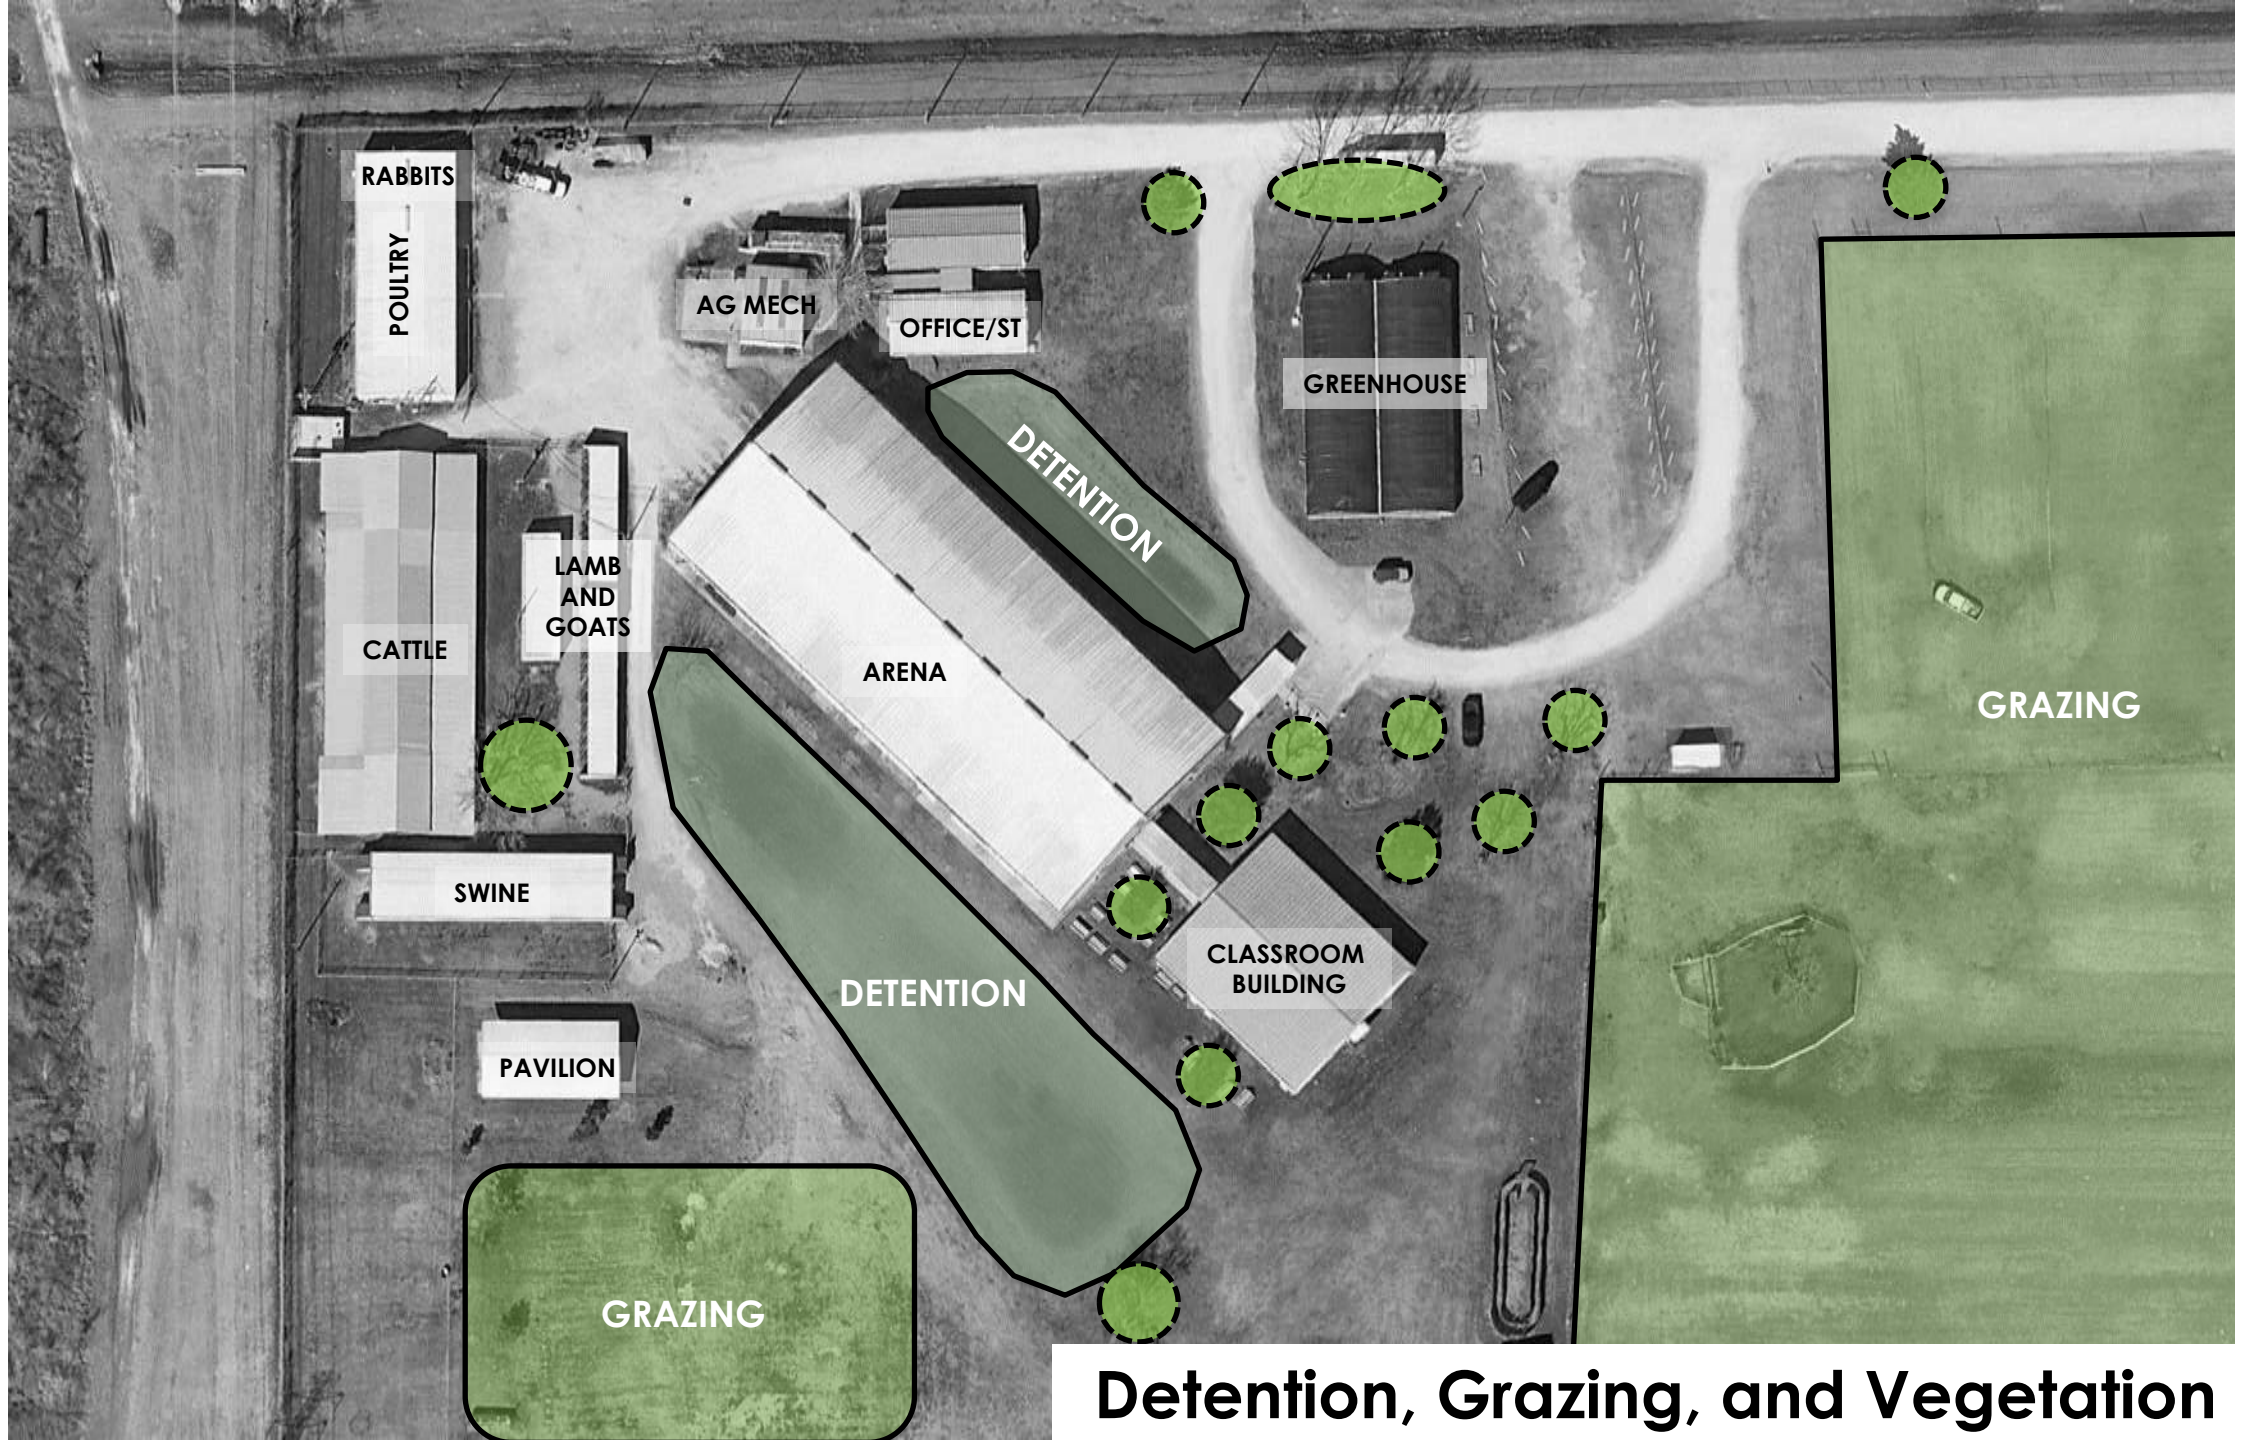 RABBITS
POULTRY
AG MECH
OFFICE/ST
GREENHOUSE
DETENTION
LAMB
AND
GOATS
CATTLE
ARENA
GRAZING
SWINE
CLASSROOM
BUILDING
DETENTION
PAVILION
GRAZING
Detention, Grazing, and Vegetation